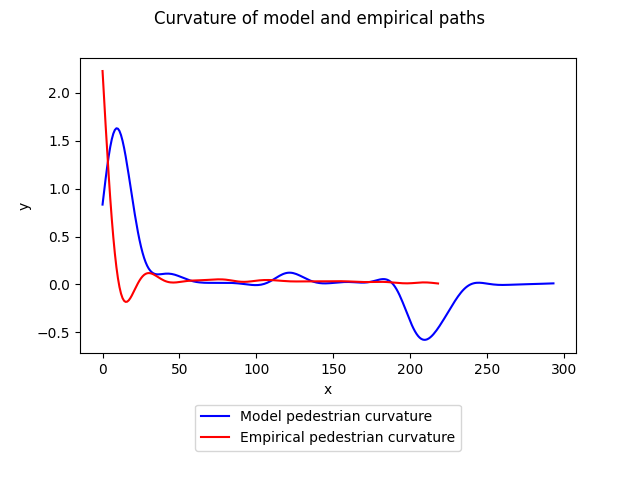 Curvature of model and empirical paths
2.0
1.5
1.0
0.5
0.0
−0.5
y
0 50 100 150 200 250 300
x
Model pedestrian curvature
Empirical pedestrian curvature